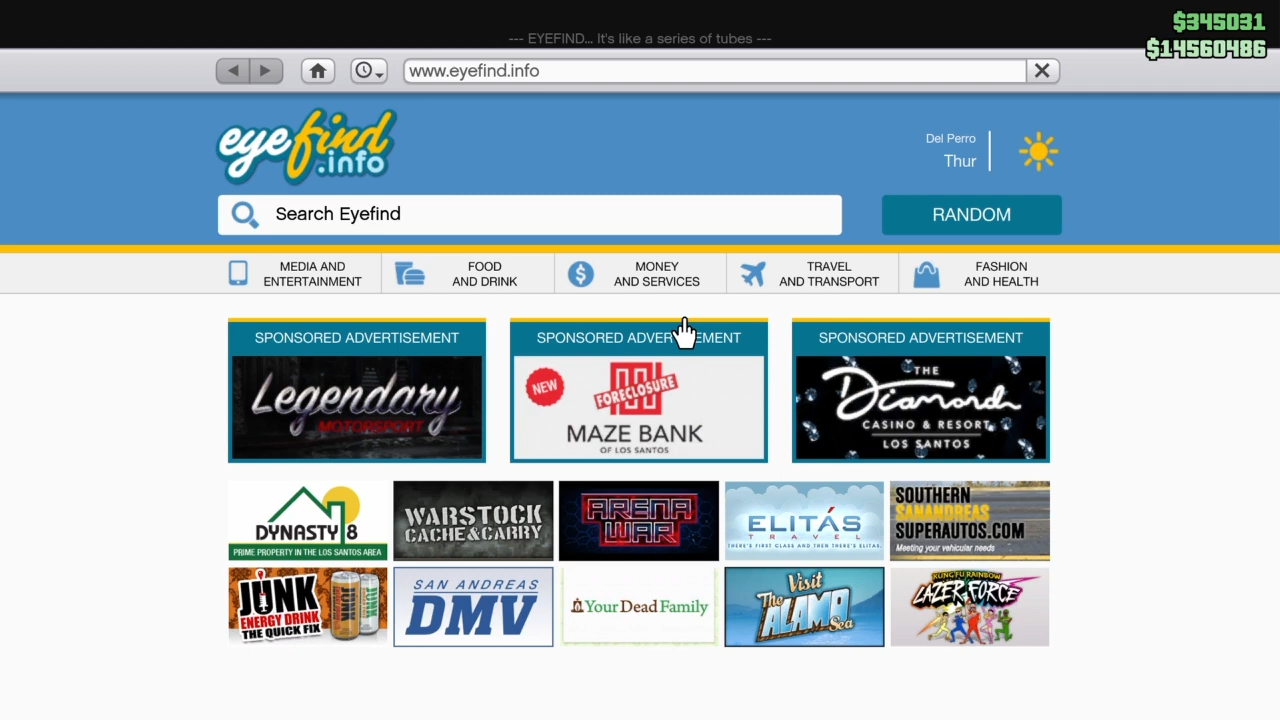 --- EYEFIND... It's like a series of tubes ---
$345031
$14560486
www.eyefind.info
eyefind
.info
Del Perro
Thur
Search Eyefind
RANDOM
MEDIA AND
ENTERTAINMENT
FOOD
AND DRINK
MONEY
AND SERVICES
TRAVEL
AND TRANSPORT
FASHION
AND HEALTH
SPONSORED ADVERTISEMENT
Legendary
MOTORSPORT
SPONSORED ADVERTISEMENT
NEW
FORECLOSURE
MAZE BANK
OF LOS SANTOS
SPONSORED ADVERTISEMENT
THE
Diamond
CASINO & RESORT
LOS SANTOS
DYNASTY 8
PRIME PROPERTY IN THE LOS SANTOS AREA
WARSTOCK
CACHE&CARRY
ARENA
WAR
ELITÁS
TRAVEL
THERE'S FIRST CLASS AND THEN THERE'S ELITAS.
SOUTHERN
SANANDREAS
SUPERAUTOS.COM
Meeting your vehicular needs
JUNK
ENERGY DRINK
THE QUICK FIX
JUNK
JUNK
SAN ANDREAS
DMV
YourDeadFamily
Visit
The
ALAMO
Sea
KUNG FU RAINBOW
LAZER FORCE